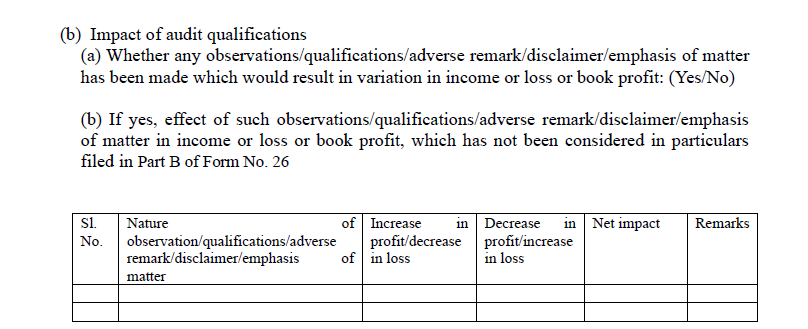 (b) Impact of audit qualifications
(a) Whether any observations/qualifications/adverse remark/disclaimer/emphasis of matter
has been made which would result in variation in income or loss or book profit: (Yes/No)
(b) If yes, effect of such observations/qualifications/adverse remark/disclaimer/emphasis
of matter in income or loss or book profit, which has not been considered in particulars
filed in Part B of Form No. 26
Sl. Nature of Increase in Decrease in Net impact Remarks
No. observation/qualifications/adverse profit/decrease profit/increase
remark/disclaimer/emphasis of in loss in loss
matter